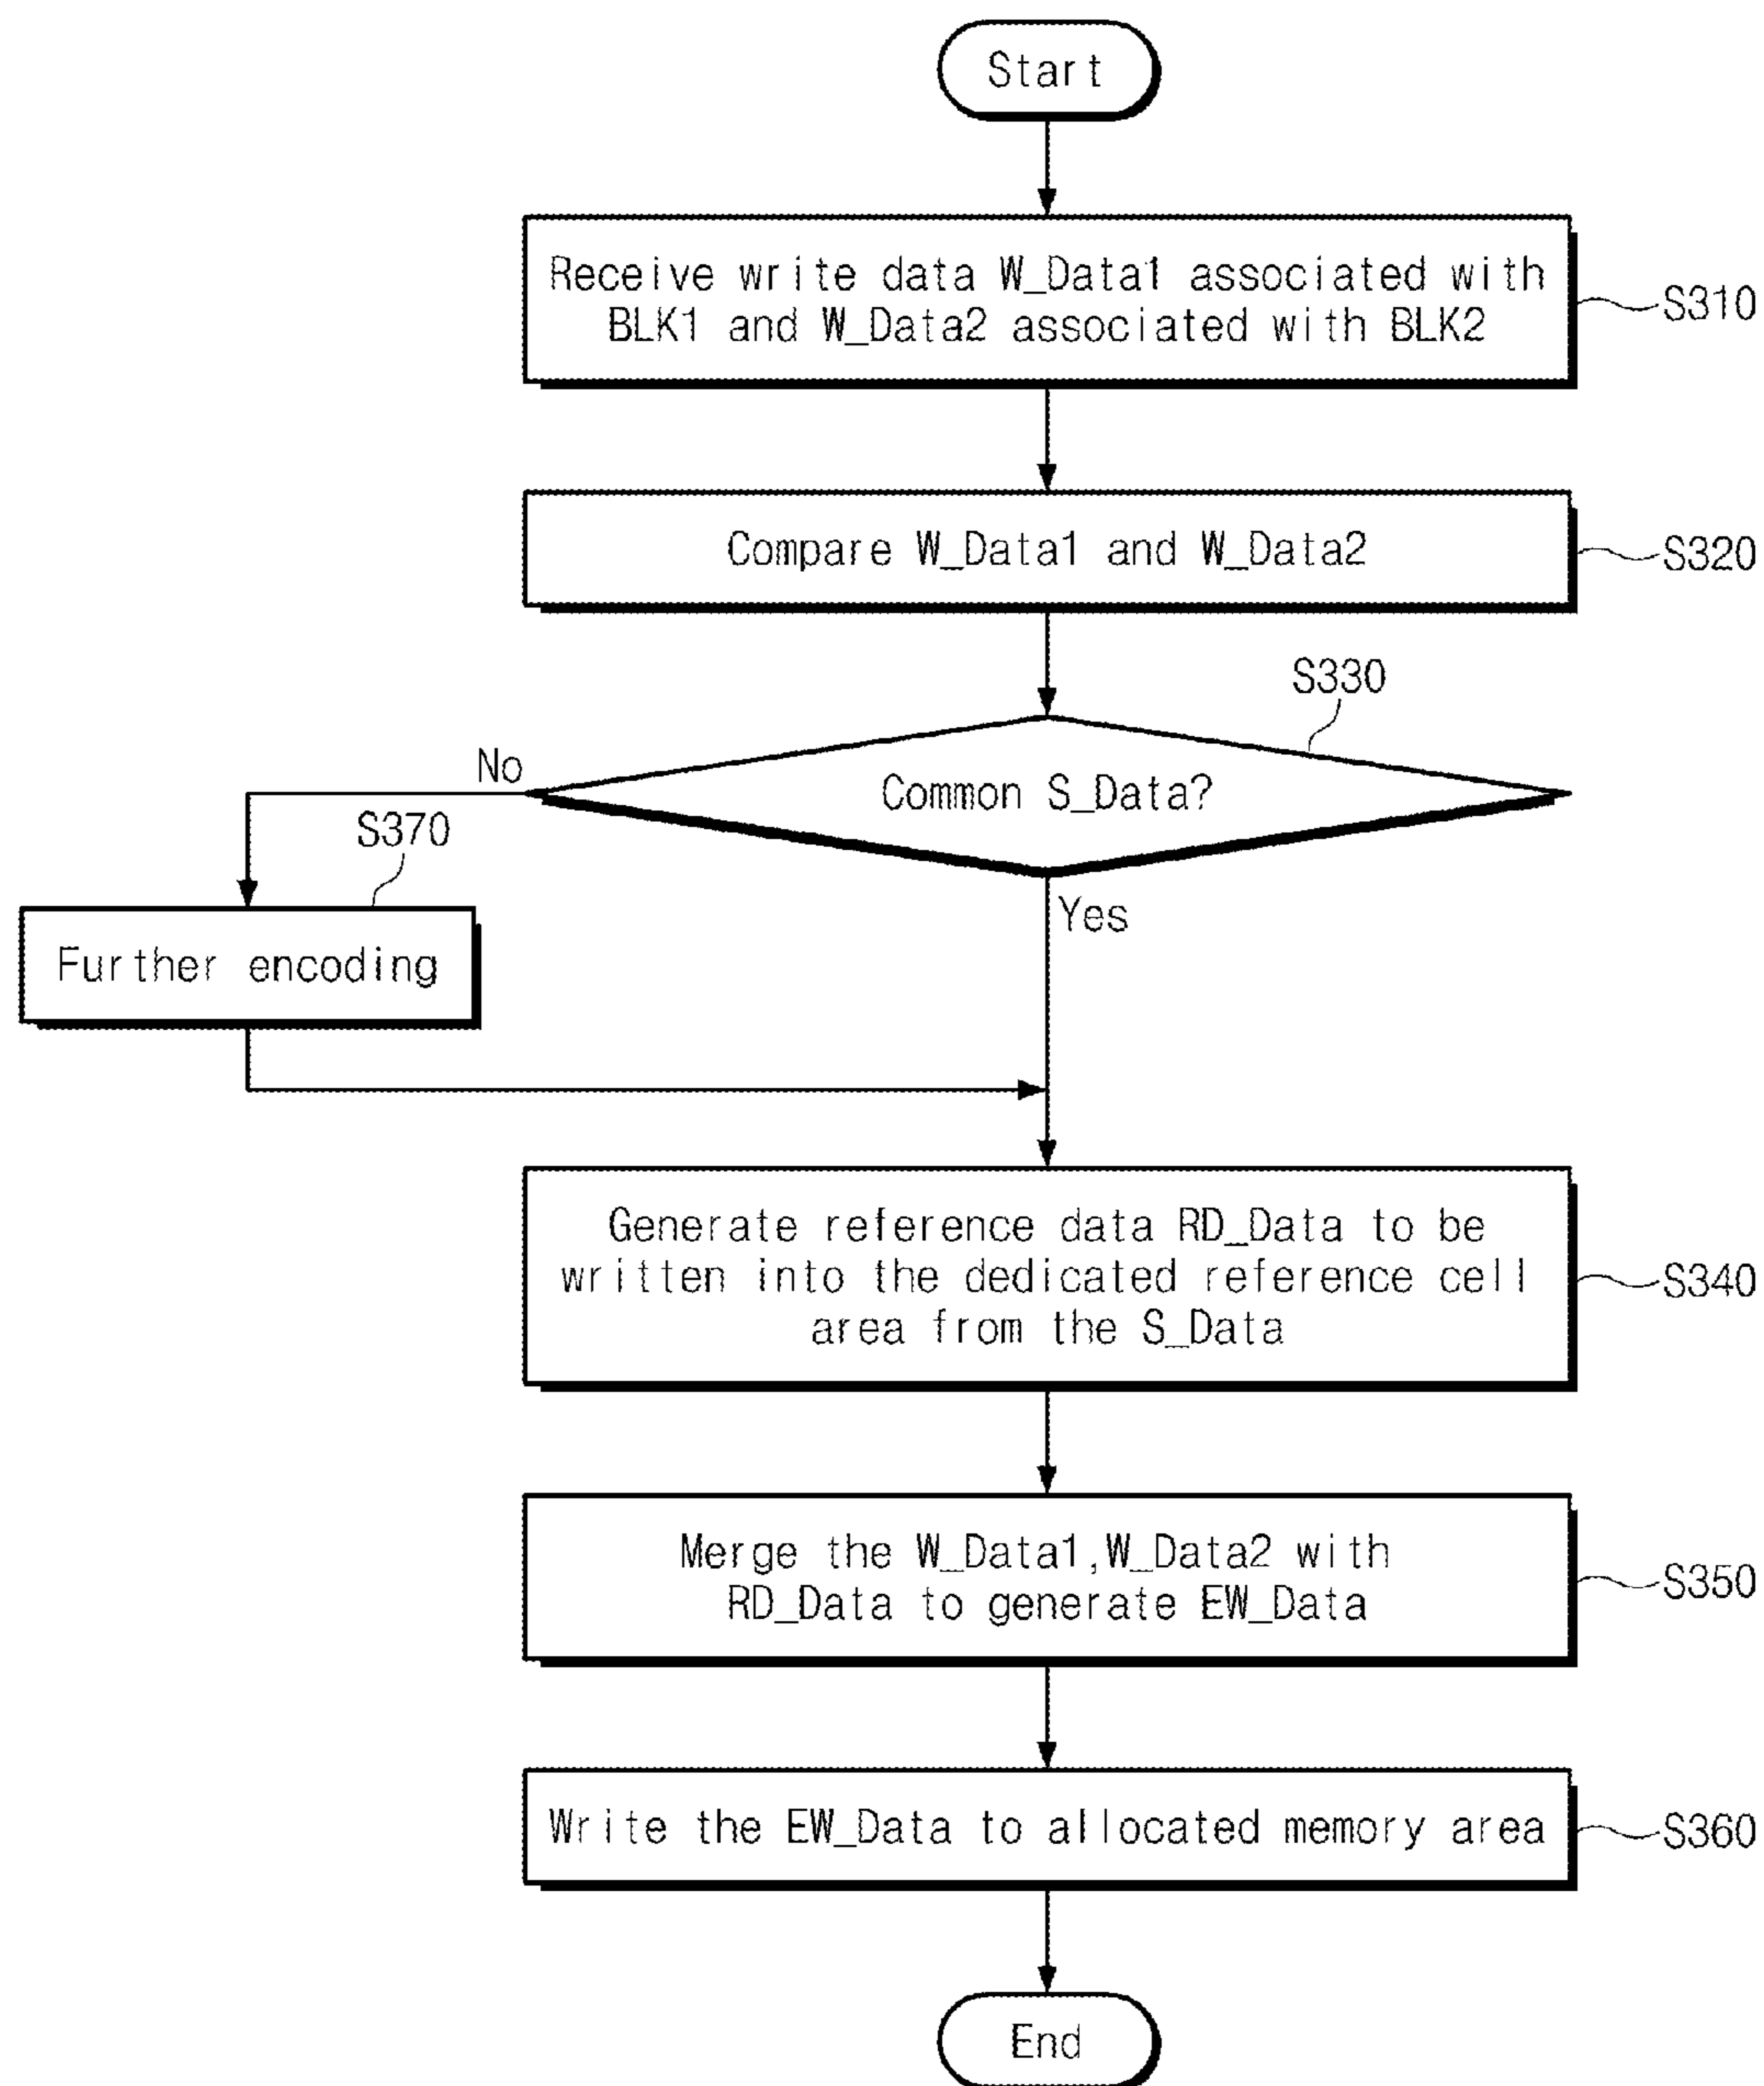 Start
Receive write data W_Data1 associated with
BLK1 and W_Data2 associated with BLK2
S310
Compare W_Data1 and W_Data2
S320
S330
Common S_Data?
No
Yes
S370
Further encoding
Generate reference data RD_Data to be
written into the dedicated reference cell
area from the S_Data
S340
Merge the W_Data1,W_Data2 with
RD_Data to generate EW_Data
S350
Write the EW_Data to allocated memory area
S360
End